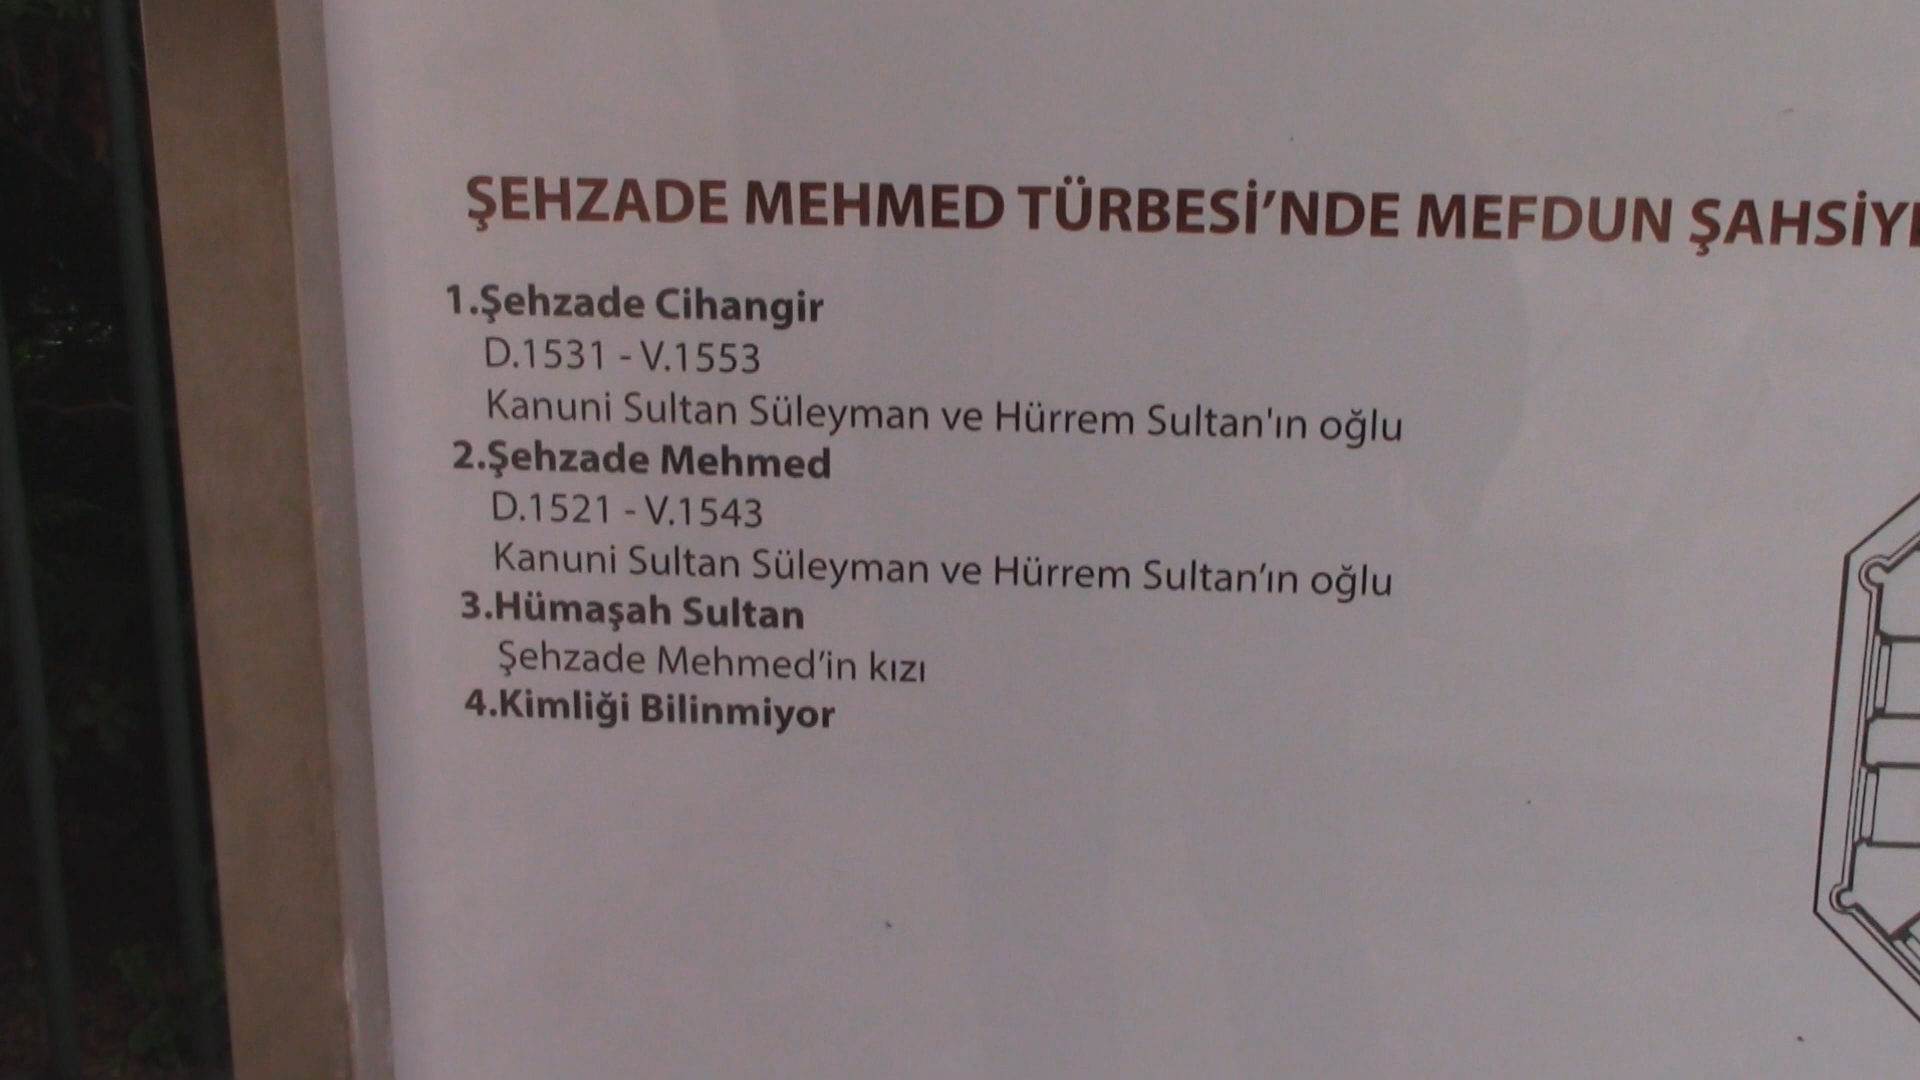 ŞEHZADE MEHMED TÜRBESİ'NDE MEFDUN ŞAHSİY
1.Şehzade Cihangir
D.1531 - V.1553
Kanuni Sultan Süleyman ve Hürrem Sultan'ın oğlu
2.Şehzade Mehmed
D.1521 - V.1543
Kanuni Sultan Süleyman ve Hürrem Sultan’ın oğlu
3.Hümaşah Sultan
Şehzade Mehmed’in kızı
4.Kimliği Bilinmiyor